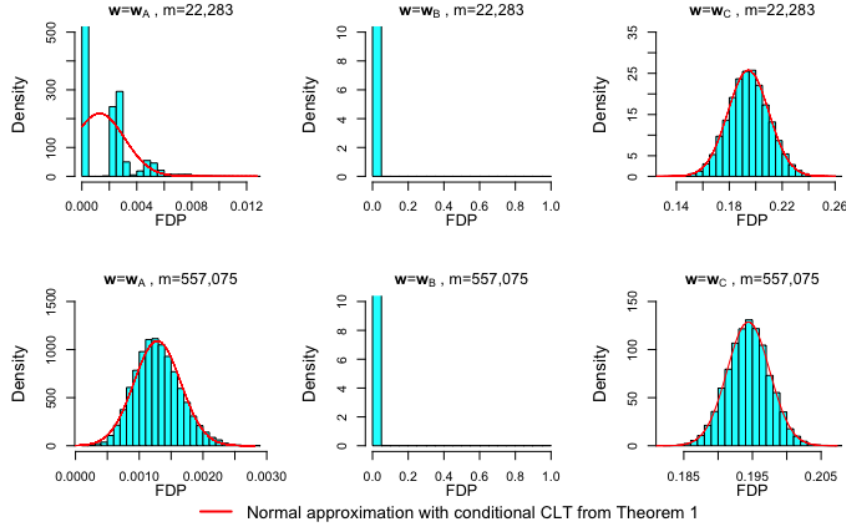 w=w_A , m=22,283
Density
0 100 300 500
0.000 0.004 0.008 0.012
FDP
w=w_B , m=22,283
Density
0 2 4 6 8 10
0.0 0.2 0.4 0.6 0.8 1.0
FDP
w=w_C , m=22,283
Density
0 5 15 25 35
0.14 0.18 0.22 0.26
FDP
w=w_A , m=557,075
Density
0 500 1000 1500
0.0000 0.0010 0.0020 0.0030
FDP
w=w_B , m=557,075
Density
0 2 4 6 8 10
0.0 0.2 0.4 0.6 0.8 1.0
FDP
w=w_C , m=557,075
Density
0 50 100 150
0.185 0.195 0.205
FDP
Normal approximation with conditional CLT from Theorem 1